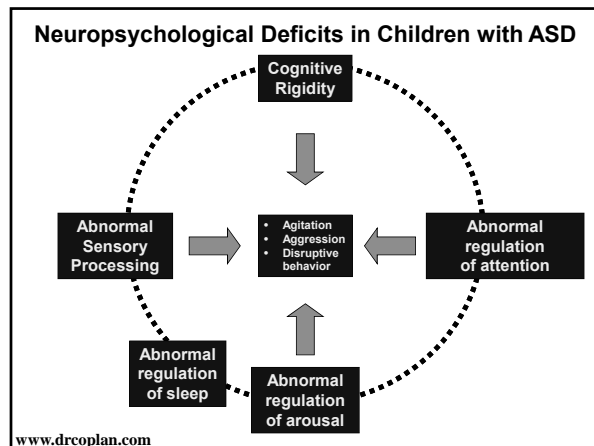 Neuropsychological Deficits in Children with ASD
Cognitive
Rigidity
Abnormal
Sensory
Processing
• Agitation
• Aggression
• Disruptive
behavior
Abnormal
regulation
of attention
Abnormal
regulation
of sleep
Abnormal
regulation
of arousal
www.drcoplan.com